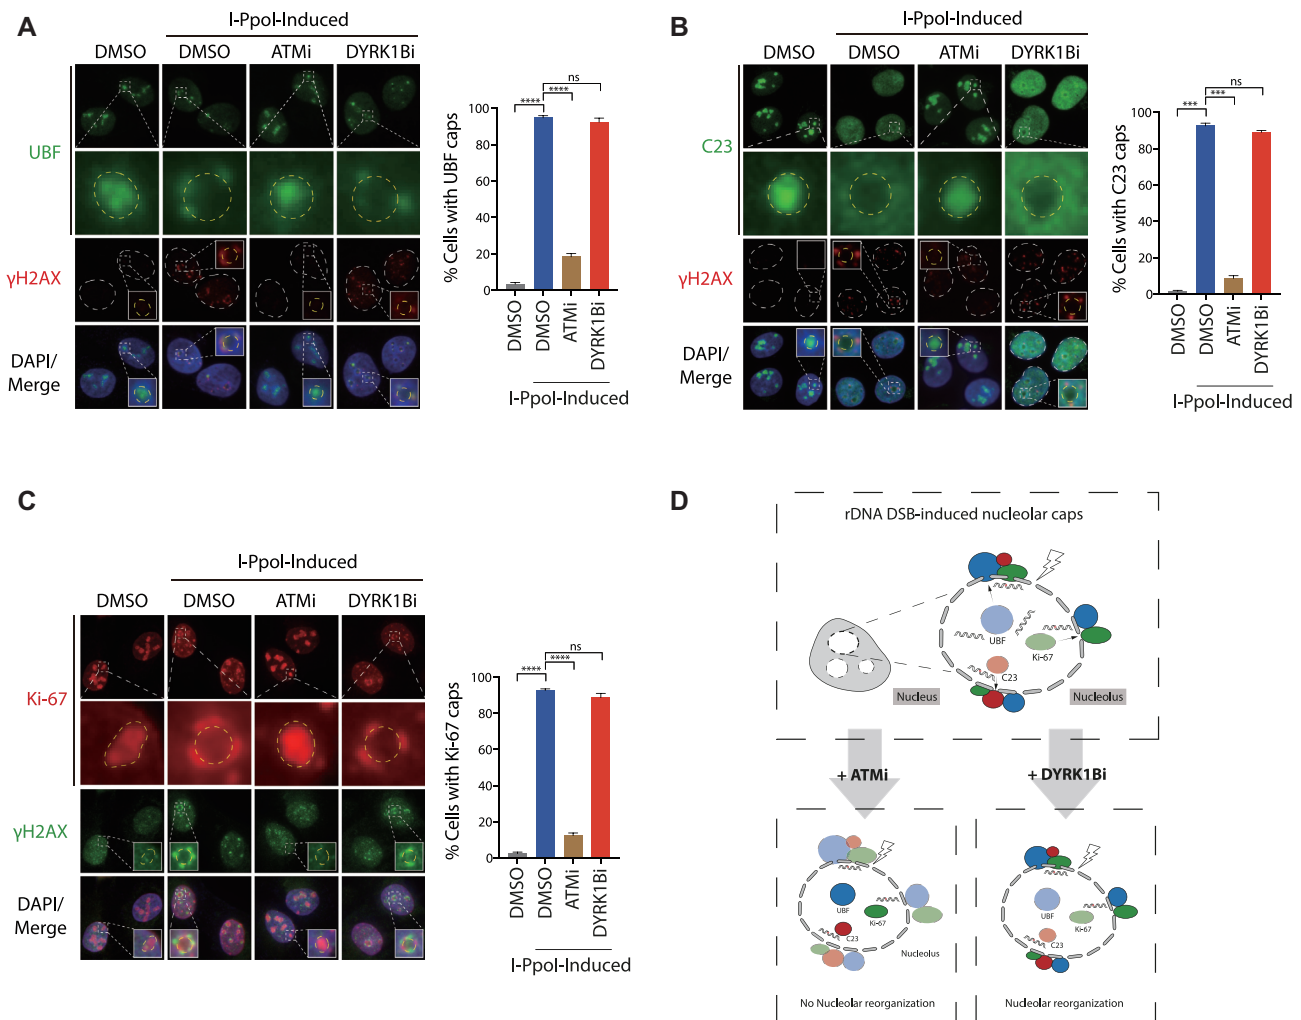 A
I-PpoI-Induced
DMSO DMSO ATMi DYRK1Bi
UBF
γH2AX
DAPI/
Merge
% Cells with UBF caps
100
80
60
40
20
0
**** **** ns
DMSO DMSO ATMi DYRK1Bi
I-PpoI-Induced
B
I-PpoI-Induced
DMSO DMSO ATMi DYRK1Bi
C23
γH2AX
DAPI/
Merge
% Cells with C23 caps
100
80
60
40
20
0
*** *** ns
DMSO DMSO ATMi DYRK1Bi
I-PpoI-Induced
C
I-PpoI-Induced
DMSO DMSO ATMi DYRK1Bi
Ki-67
γH2AX
DAPI/
Merge
% Cells with Ki-67 caps
100
80
60
40
20
0
**** **** ns
DMSO DMSO ATMi DYRK1Bi
I-PpoI-Induced
D
rDNA DSB-induced nucleolar caps
UBF
Ki-67
C23
Nucleus Nucleolus
+ ATMi + DYRK1Bi
UBF
Ki-67
C23
Nucleolus
No Nucleolar reorganization
UBF
Ki-67
C23
Nucleolar reorganization